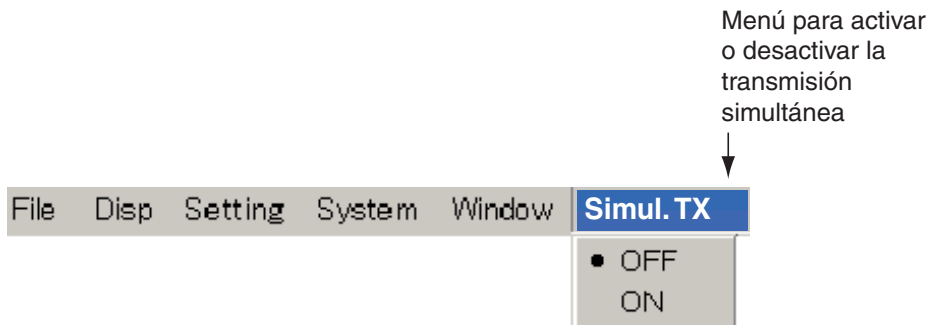 Menú para activar
o desactivar la
transmisión
simultánea
File Disp Setting System Window Simul. TX
• OFF
ON